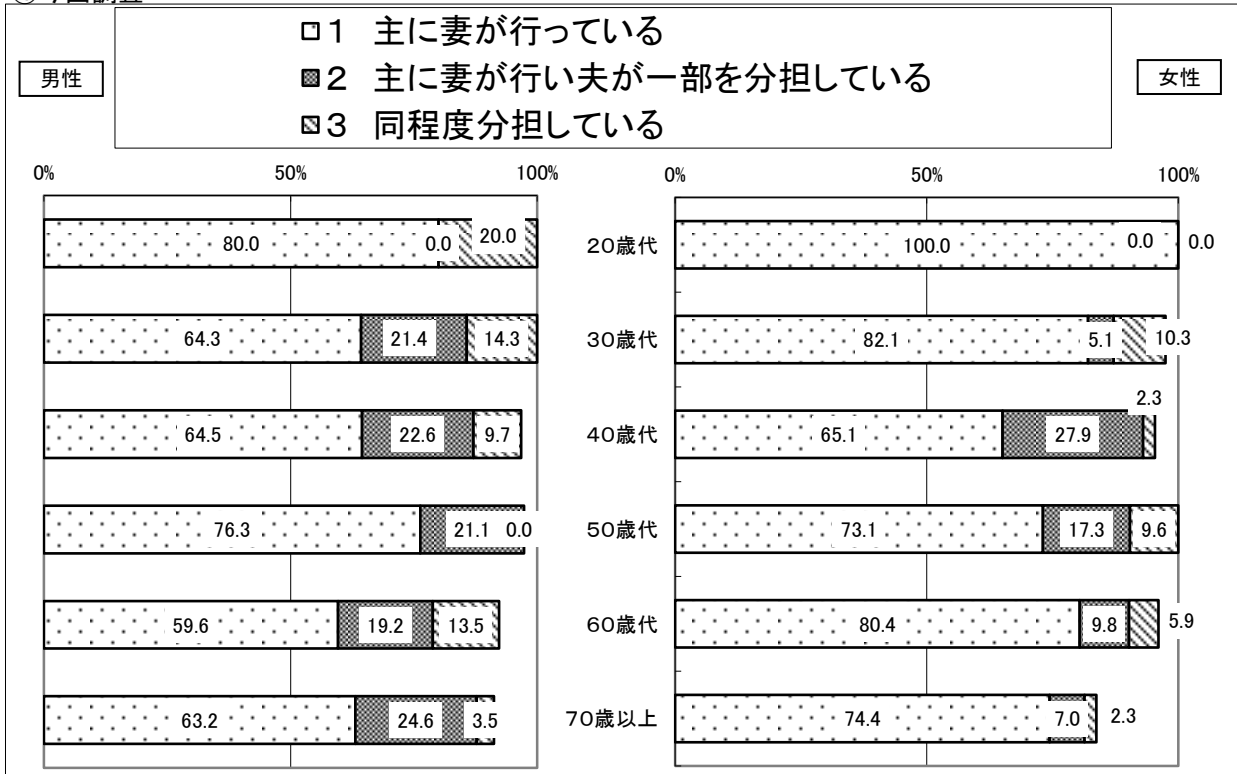 １ 主に妻が行っている
男性
２ 主に妻が行い夫が一部を分担している
女性
３ 同程度分担している
0% 50% 100% 0% 50% 100%
80.0 0.0 20.0 20歳代 100.0 0.0 0.0
64.3 21.4 14.3 30歳代 82.1 5.1 10.3
64.5 22.6 9.7 40歳代 65.1 27.9 2.3
76.3 21.1 0.0 50歳代 73.1 17.3 9.6
59.6 19.2 13.5 60歳代 80.4 9.8 5.9
63.2 24.6 3.5 70歳以上 74.4 7.0 2.3